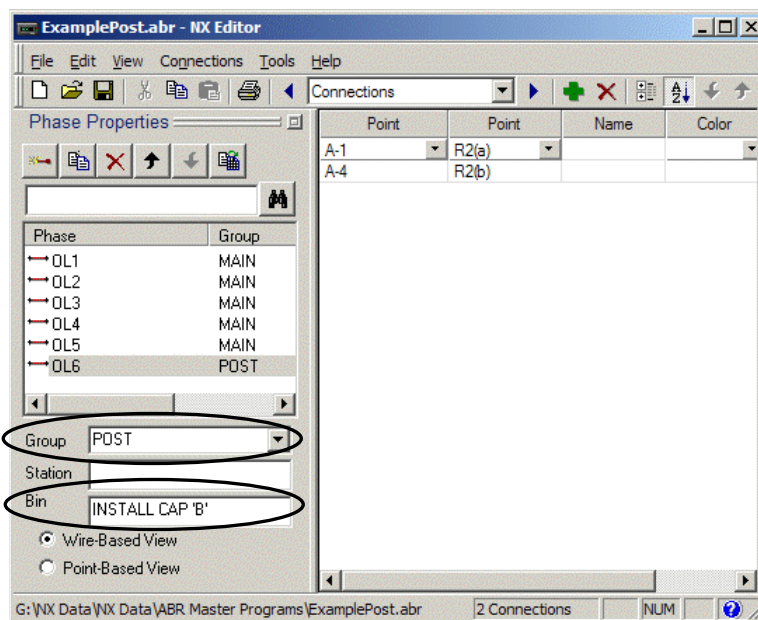 ExamplePost.abr - NX Editor
File Edit View Connections Tools Help
Connections
Phase Properties
Phase Group
OL1 MAIN
OL2 MAIN
OL3 MAIN
OL4 MAIN
OL5 MAIN
OL6 POST
Group POST
Station
Bin INSTALL CAP 'B'
Wire-Based View
Point-Based View
Point Point Name Color
A-1 R2(a)
A-4 R2(b)
G:\NX Data\NX Data\ABR Master Programs\ExamplePost.abr 2 Connections NUM